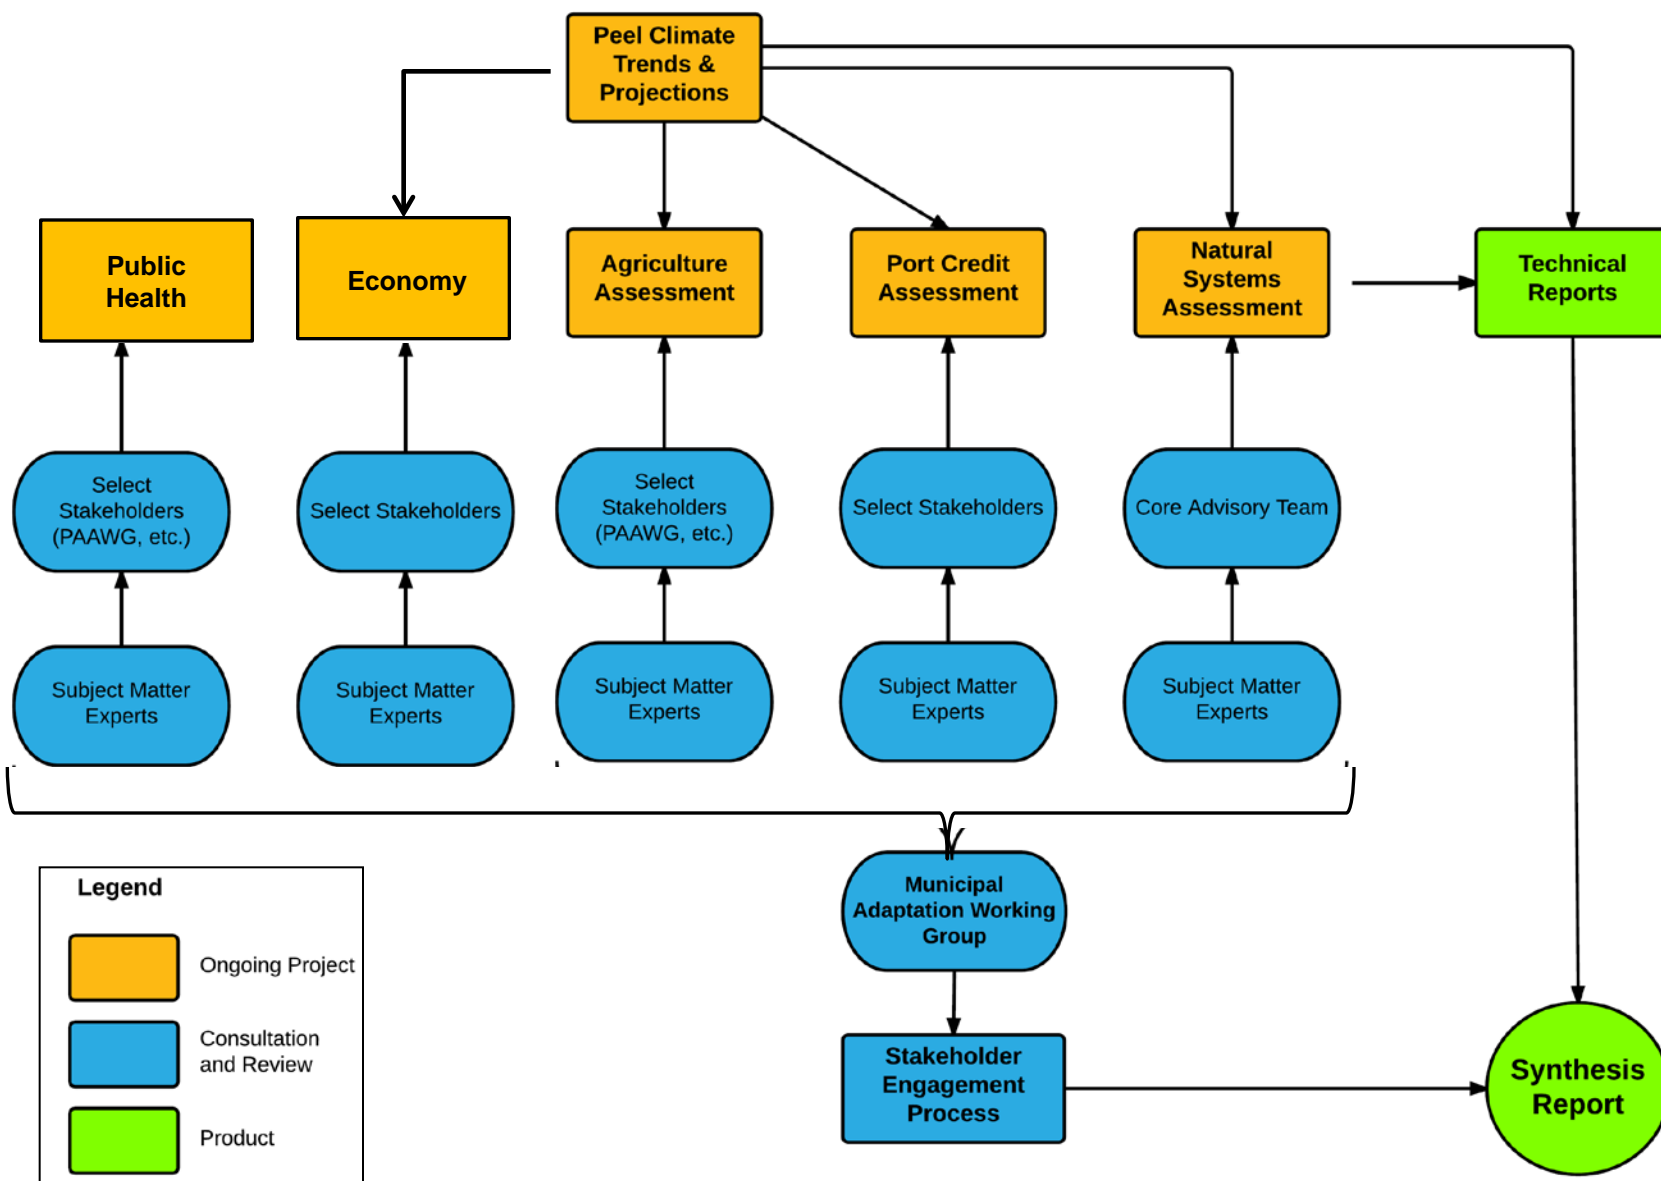 Peel Climate
Trends &
Projections
Public
Health
Economy
Agriculture
Assessment
Port Credit
Assessment
Natural
Systems
Assessment
Technical
Reports
Select
Stakeholders
(PAAWG, etc.)
Select Stakeholders
Select
Stakeholders
(PAAWG, etc.)
Select Stakeholders
Core Advisory Team
Subject Matter
Experts
Subject Matter
Experts
Subject Matter
Experts
Subject Matter
Experts
Subject Matter
Experts
Municipal
Adaptation Working
Group
Stakeholder
Engagement
Process
Synthesis
Report
Legend
Ongoing Project
Consultation
and Review
Product